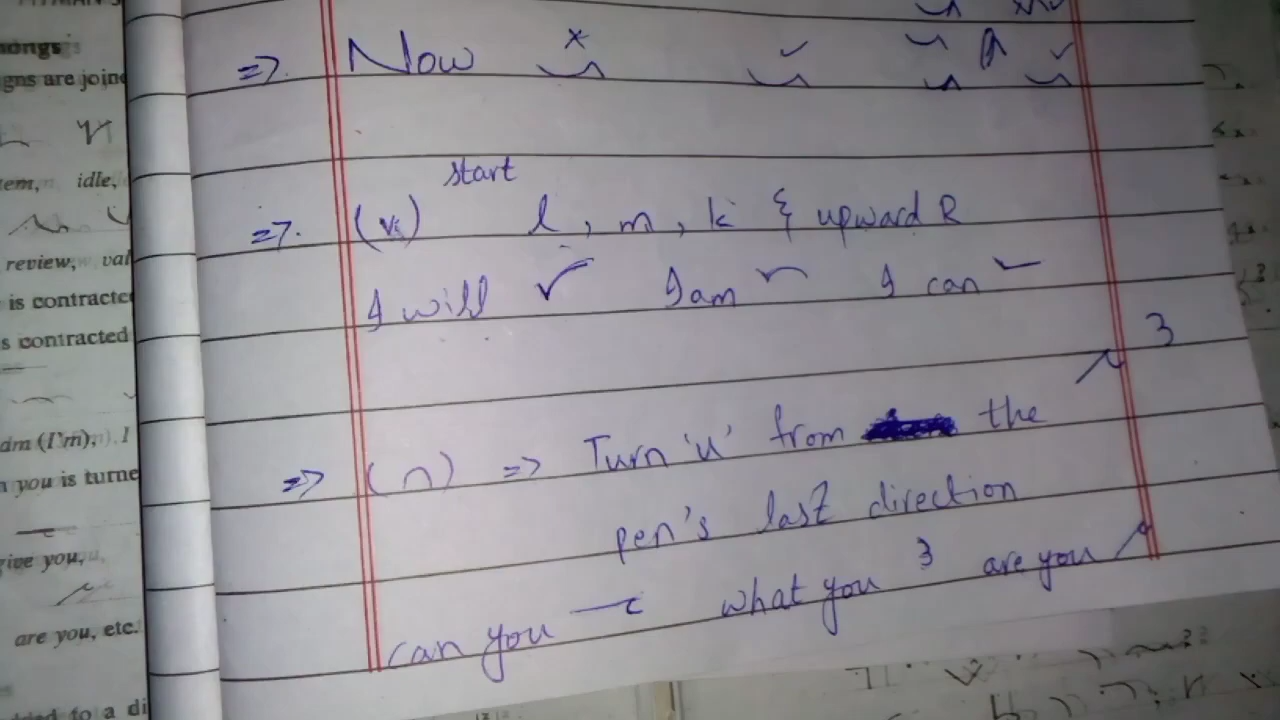 ongs
gns are joine
⇒ Now
tem, idle,
start
⇒ (v) l, m, k & upward R
review, val
is contracte
I will I am I can
s contracted
3
am (I'm), I
⇒ (∩) ⇒ Turn 'u' from the
you is turne
pen's last direction
give you,
can you what you 3 are you
are you, etc.
to a di